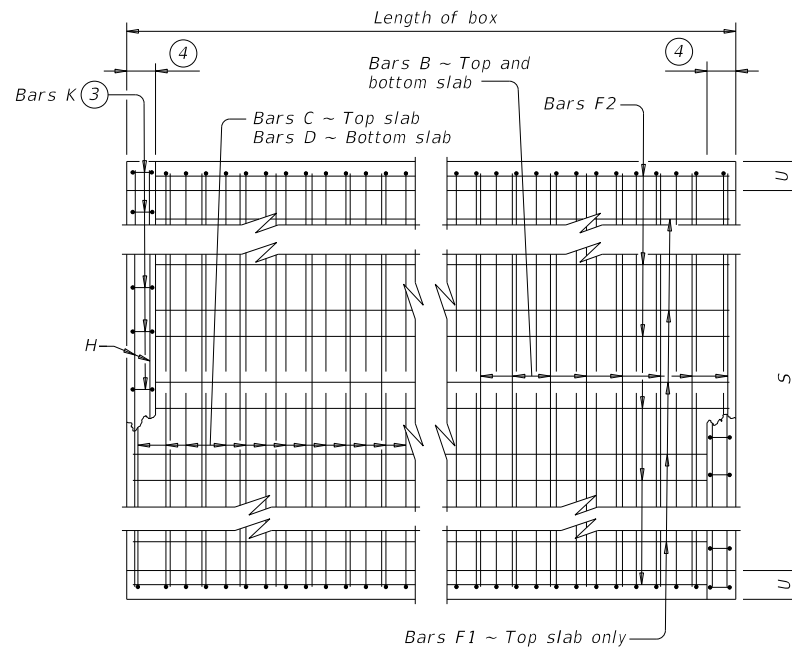 Length of box
4
4
Bars B ~ Top and
bottom slab
Bars K 3
Bars F2
Bars C ~ Top slab
Bars D ~ Bottom slab
U
H
S
U
Bars F1 ~ Top slab only